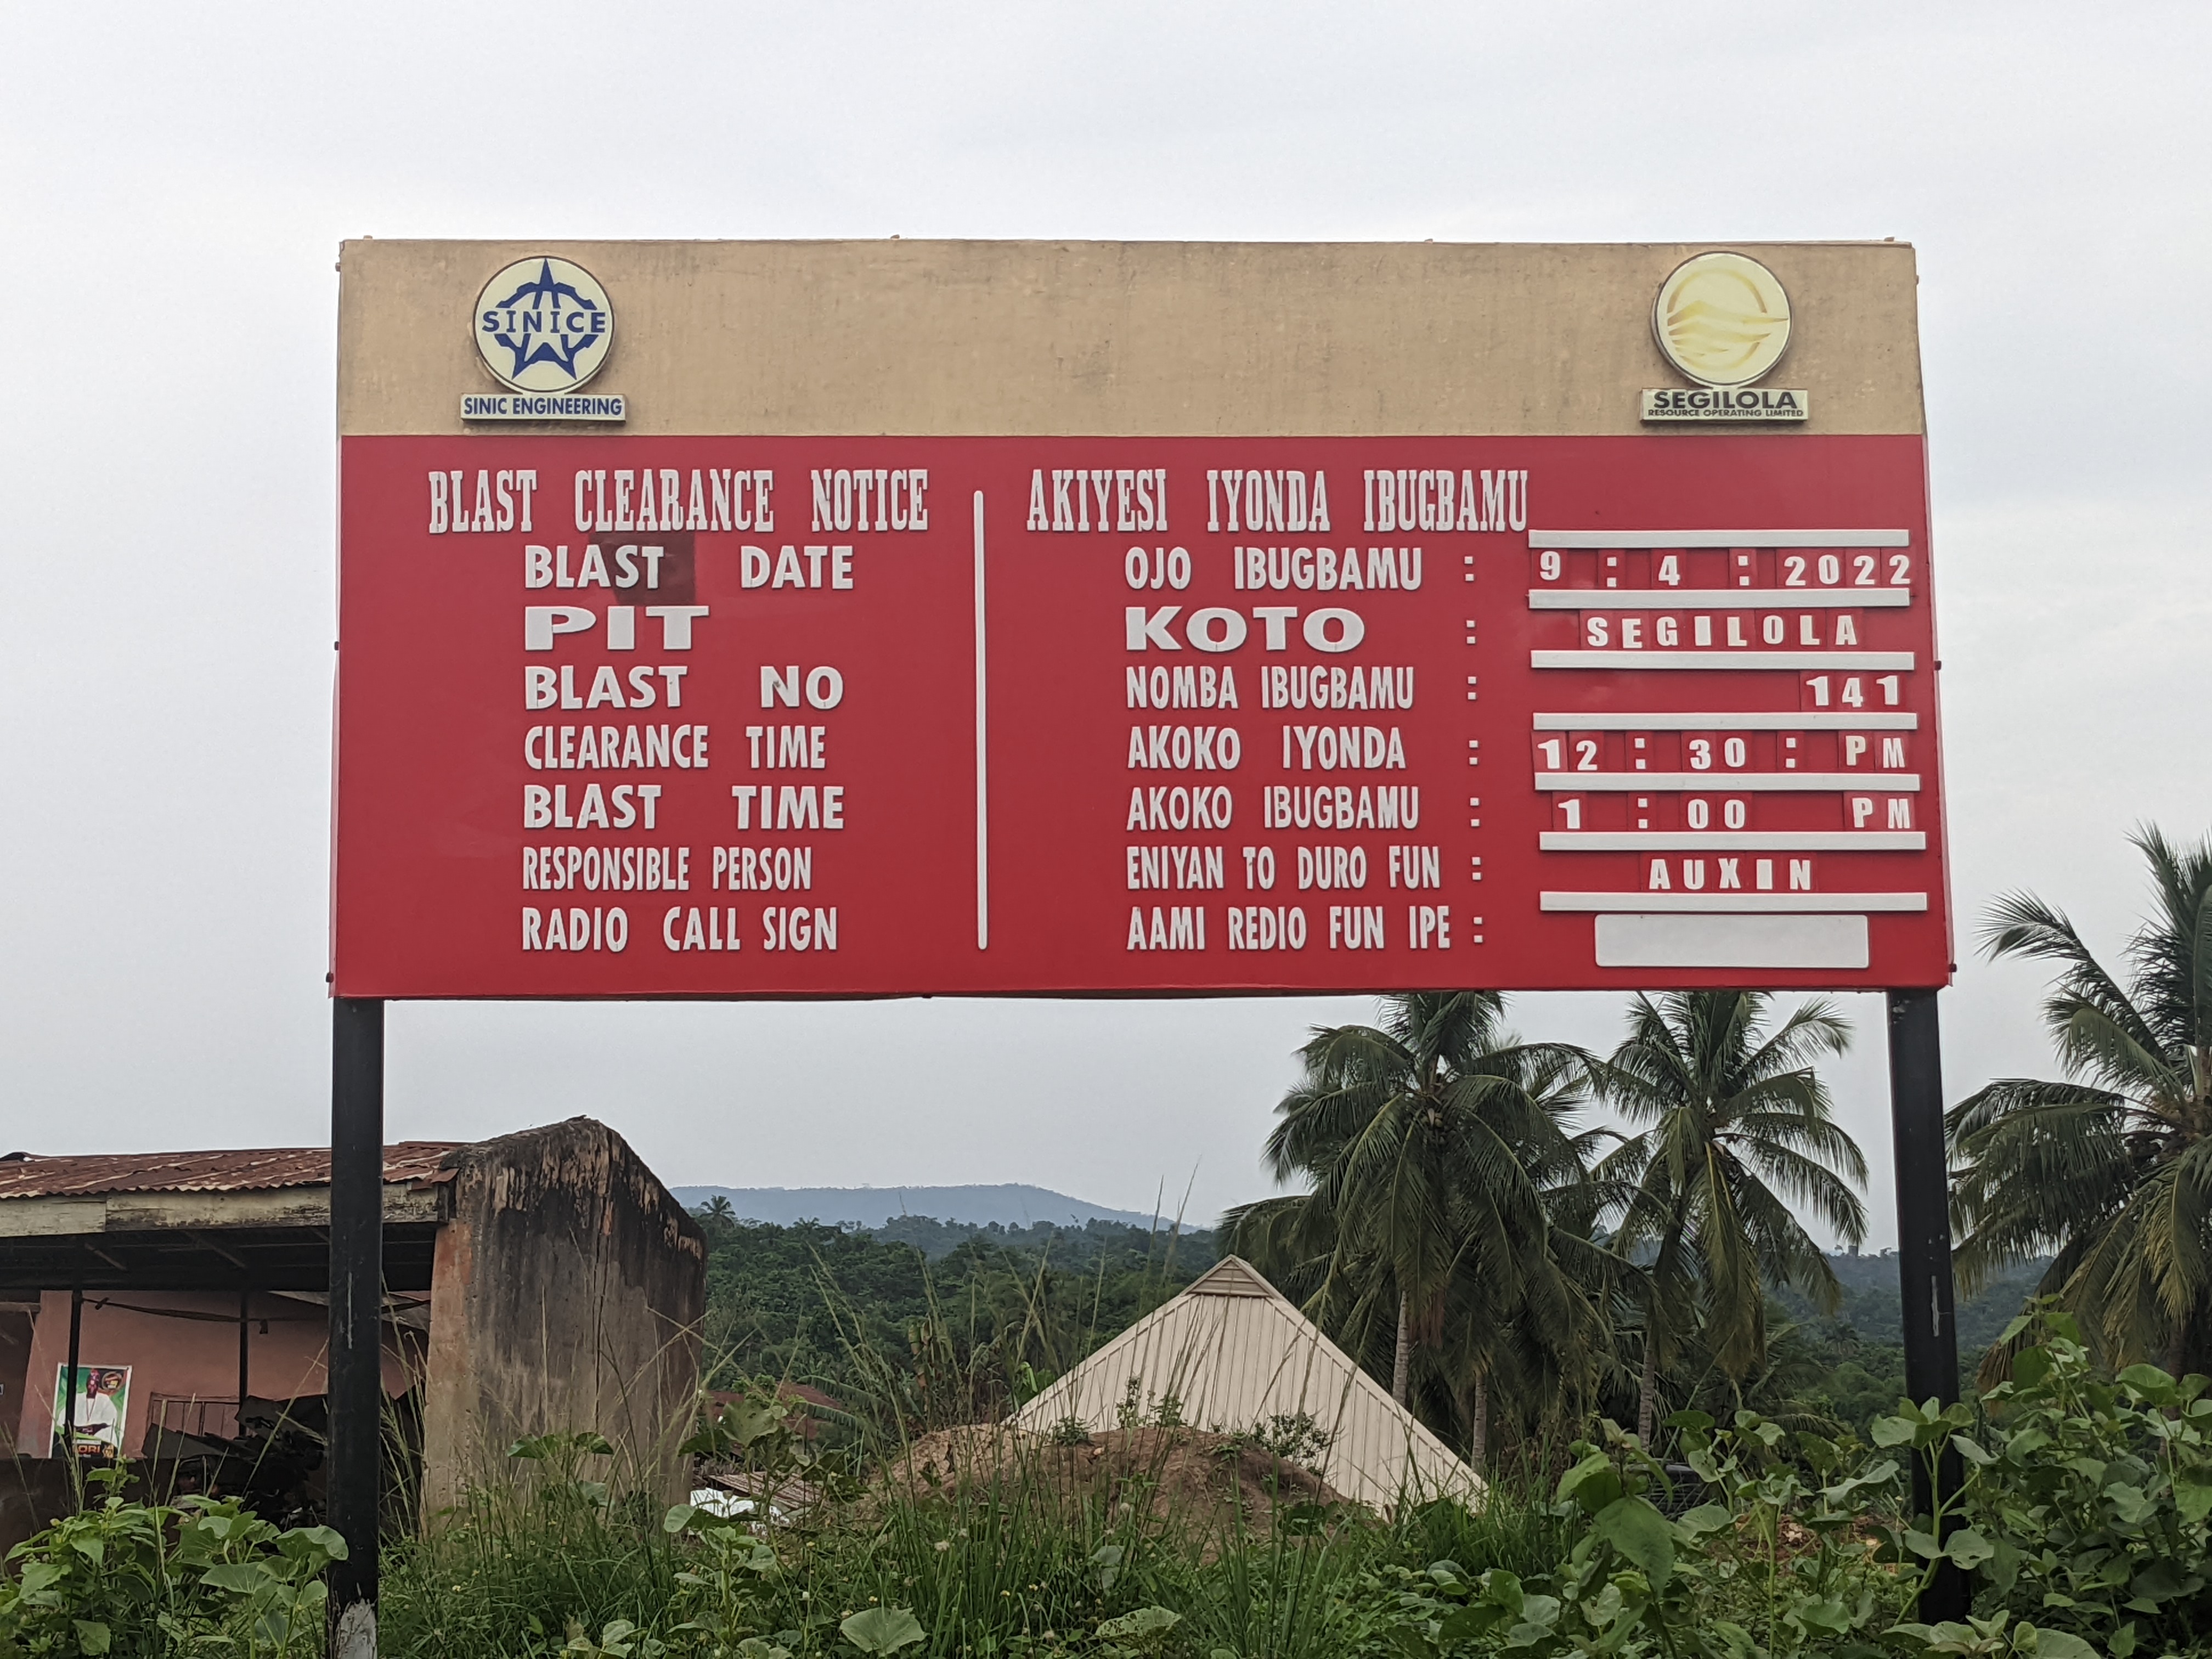 SINICE
SINIC ENGINEERING
SEGILOLA
RESOURCE OPERATING LIMITED
BLAST CLEARANCE NOTICE
AKIYESI IYONDA IBUGBAMU
BLAST DATE OJO IBUGBAMU : 9 : 4 : 2022
PIT KOTO : SEGILOLA
BLAST NO NOMBA IBUGBAMU : 141
CLEARANCE TIME AKOKO IYONDA : 12 : 30 : PM
BLAST TIME AKOKO IBUGBAMU : 1 : 00 PM
RESPONSIBLE PERSON ENIYAN TO DURO FUN : AUXIN
RADIO CALL SIGN AAMI REDIO FUN IPE :